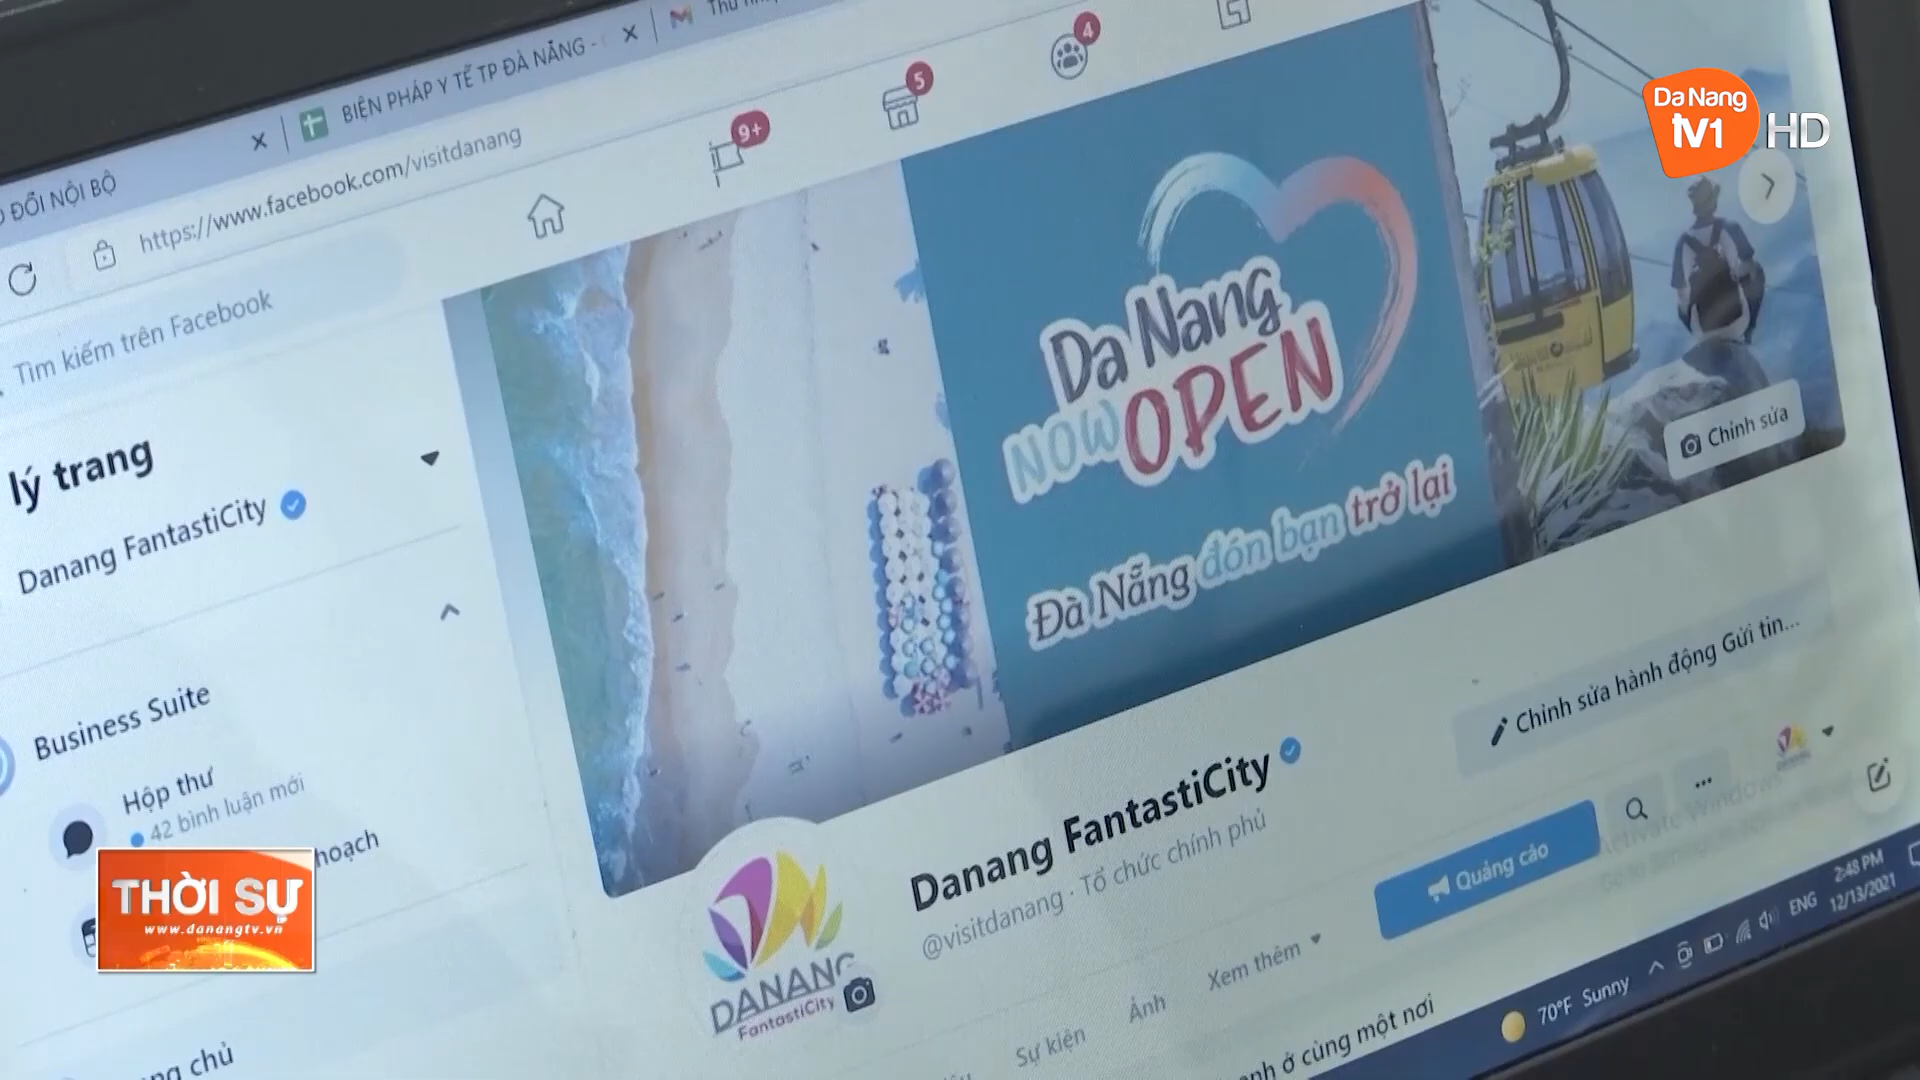 BIỆN PHÁP Y TẾ TP ĐÀ NẴNG -
ĐỔI NỘI BỘ
https://www.facebook.com/visitdanang
Tìm kiếm trên Facebook
9+
5
4
Da Nang
TV1
HD
lý trang
Danang FantastiCity
Business Suite
Hộp thư
42 bình luận mới
hoạch
Da Nang
NOW OPEN
Đà Nẵng đón bạn trở lại
Chỉnh sửa
Danang FantastiCity
@visitdanang · Tổ chức chính phủ
Chỉnh sửa hành động Gửi tin...
Quảng cáo
DANANG
FantastiCity
Sự kiện
Ảnh
Xem thêm
THỜI SỰ
www.danangtv.vn
ở cùng một nơi
70°F Sunny
ENG
2:48 PM
12/13/2021